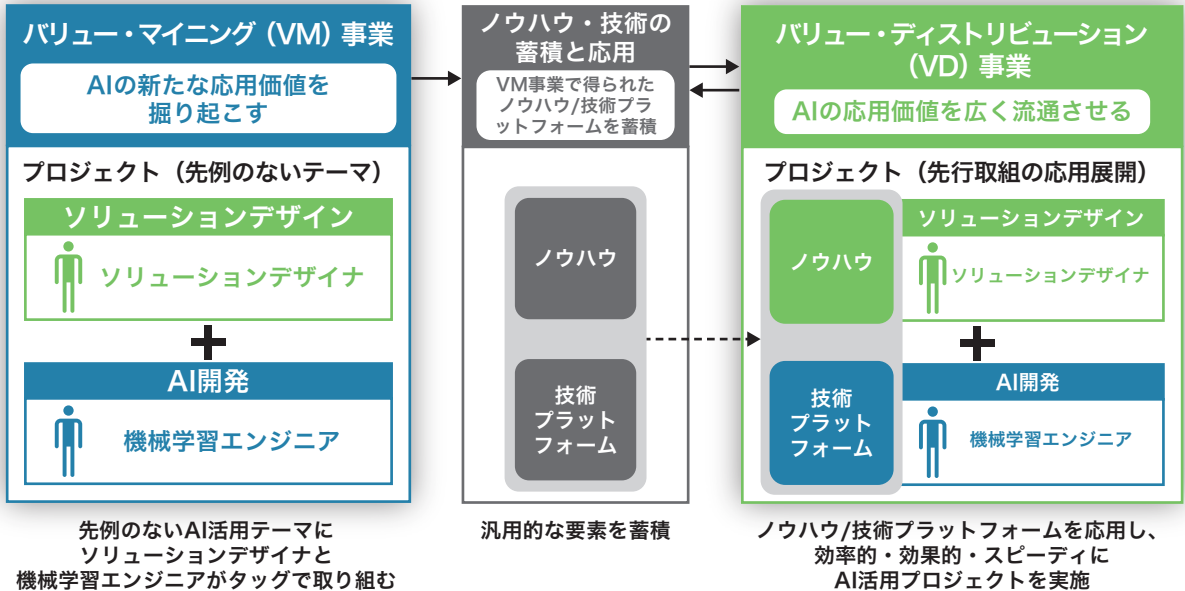 バリュー・マイニング（VM）事業
AIの新たな応用価値を
掘り起こす
プロジェクト（先例のないテーマ）
ソリューションデザイン
ソリューションデザイナ
AI開発
機械学習エンジニア
先例のないAI活用テーマに
ソリューションデザイナと
機械学習エンジニアがタッグで取り組む
ノウハウ・技術の
蓄積と応用
VM事業で得られた
ノウハウ/技術プラ
ットフォームを蓄積
ノウハウ
技術
プラット
フォーム
汎用的な要素を蓄積
バリュー・ディストリビューション
（VD）事業
AIの応用価値を広く流通させる
プロジェクト（先行取組の応用展開）
ノウハウ
ソリューションデザイン
ソリューションデザイナ
技術
プラット
フォーム
AI開発
機械学習エンジニア
ノウハウ/技術プラットフォームを応用し、
効率的・効果的・スピーディに
AI活用プロジェクトを実施